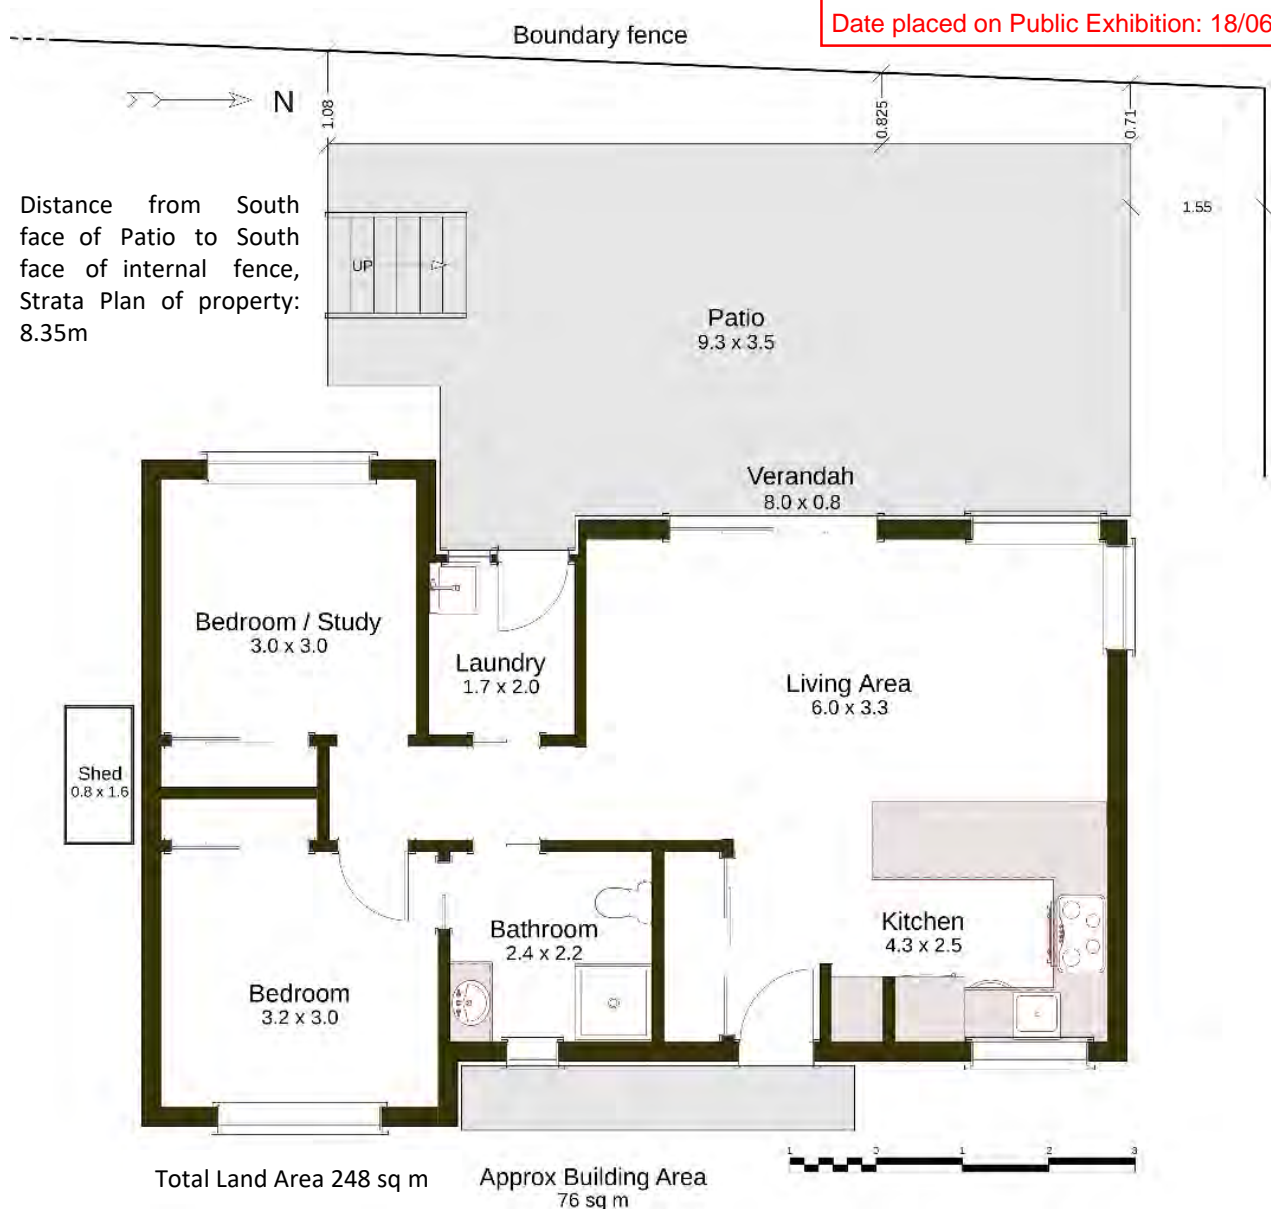 Date placed on Public Exhibition: 18/06
Boundary fence
N
1.08
0.825
0.71
1.55
Distance from South
face of Patio to South
face of internal fence,
Strata Plan of property:
8.35m
UP
Patio
9.3 x 3.5
Verandah
8.0 x 0.8
Bedroom / Study
3.0 x 3.0
Laundry
1.7 x 2.0
Living Area
6.0 x 3.3
Shed
0.8 x 1.6
Kitchen
4.3 x 2.5
Bathroom
2.4 x 2.2
Bedroom
3.2 x 3.0
1 0 1 2 3
Total Land Area 248 sq m
Approx Building Area
76 sq m